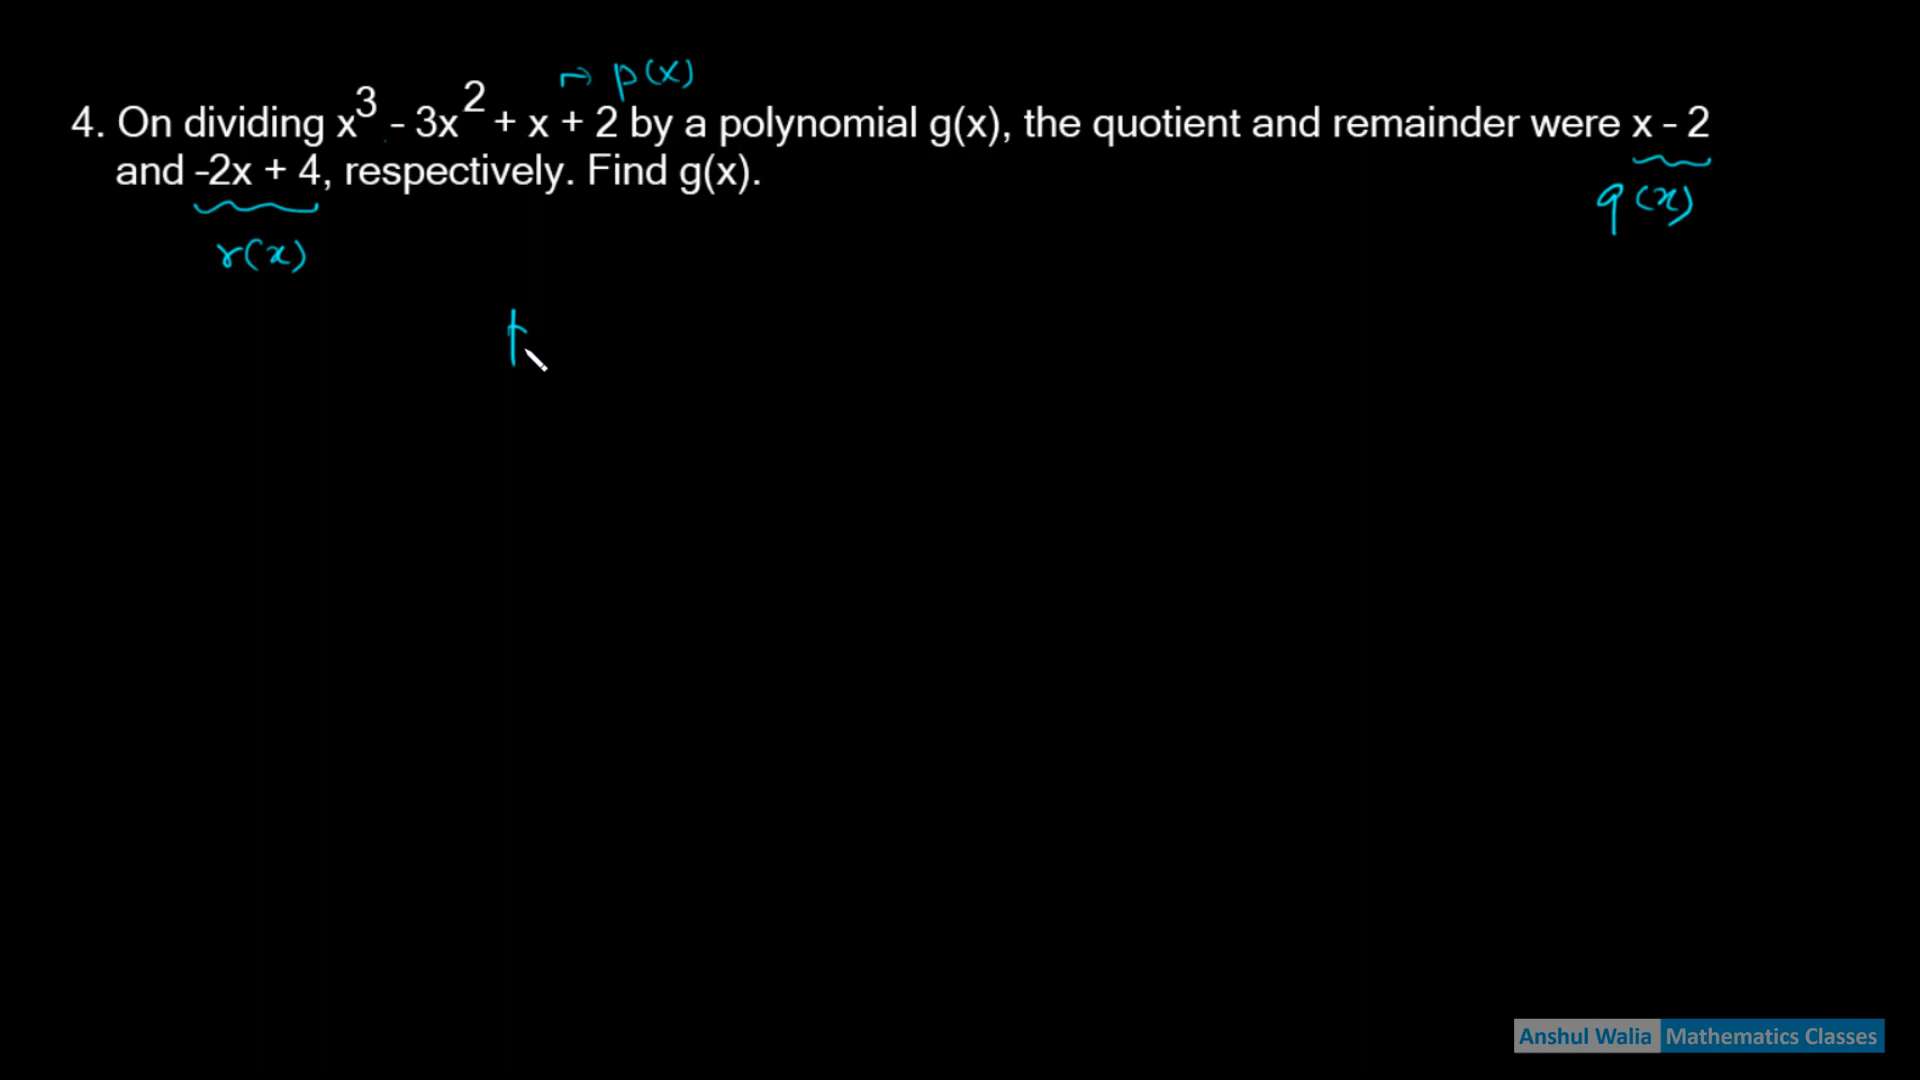 → p(x)
4. On dividing x³ - 3x² + x + 2 by a polynomial g(x), the quotient and remainder were x - 2
and -2x + 4, respectively. Find g(x).
q(x)
r(x)
Anshul Walia Mathematics Classes